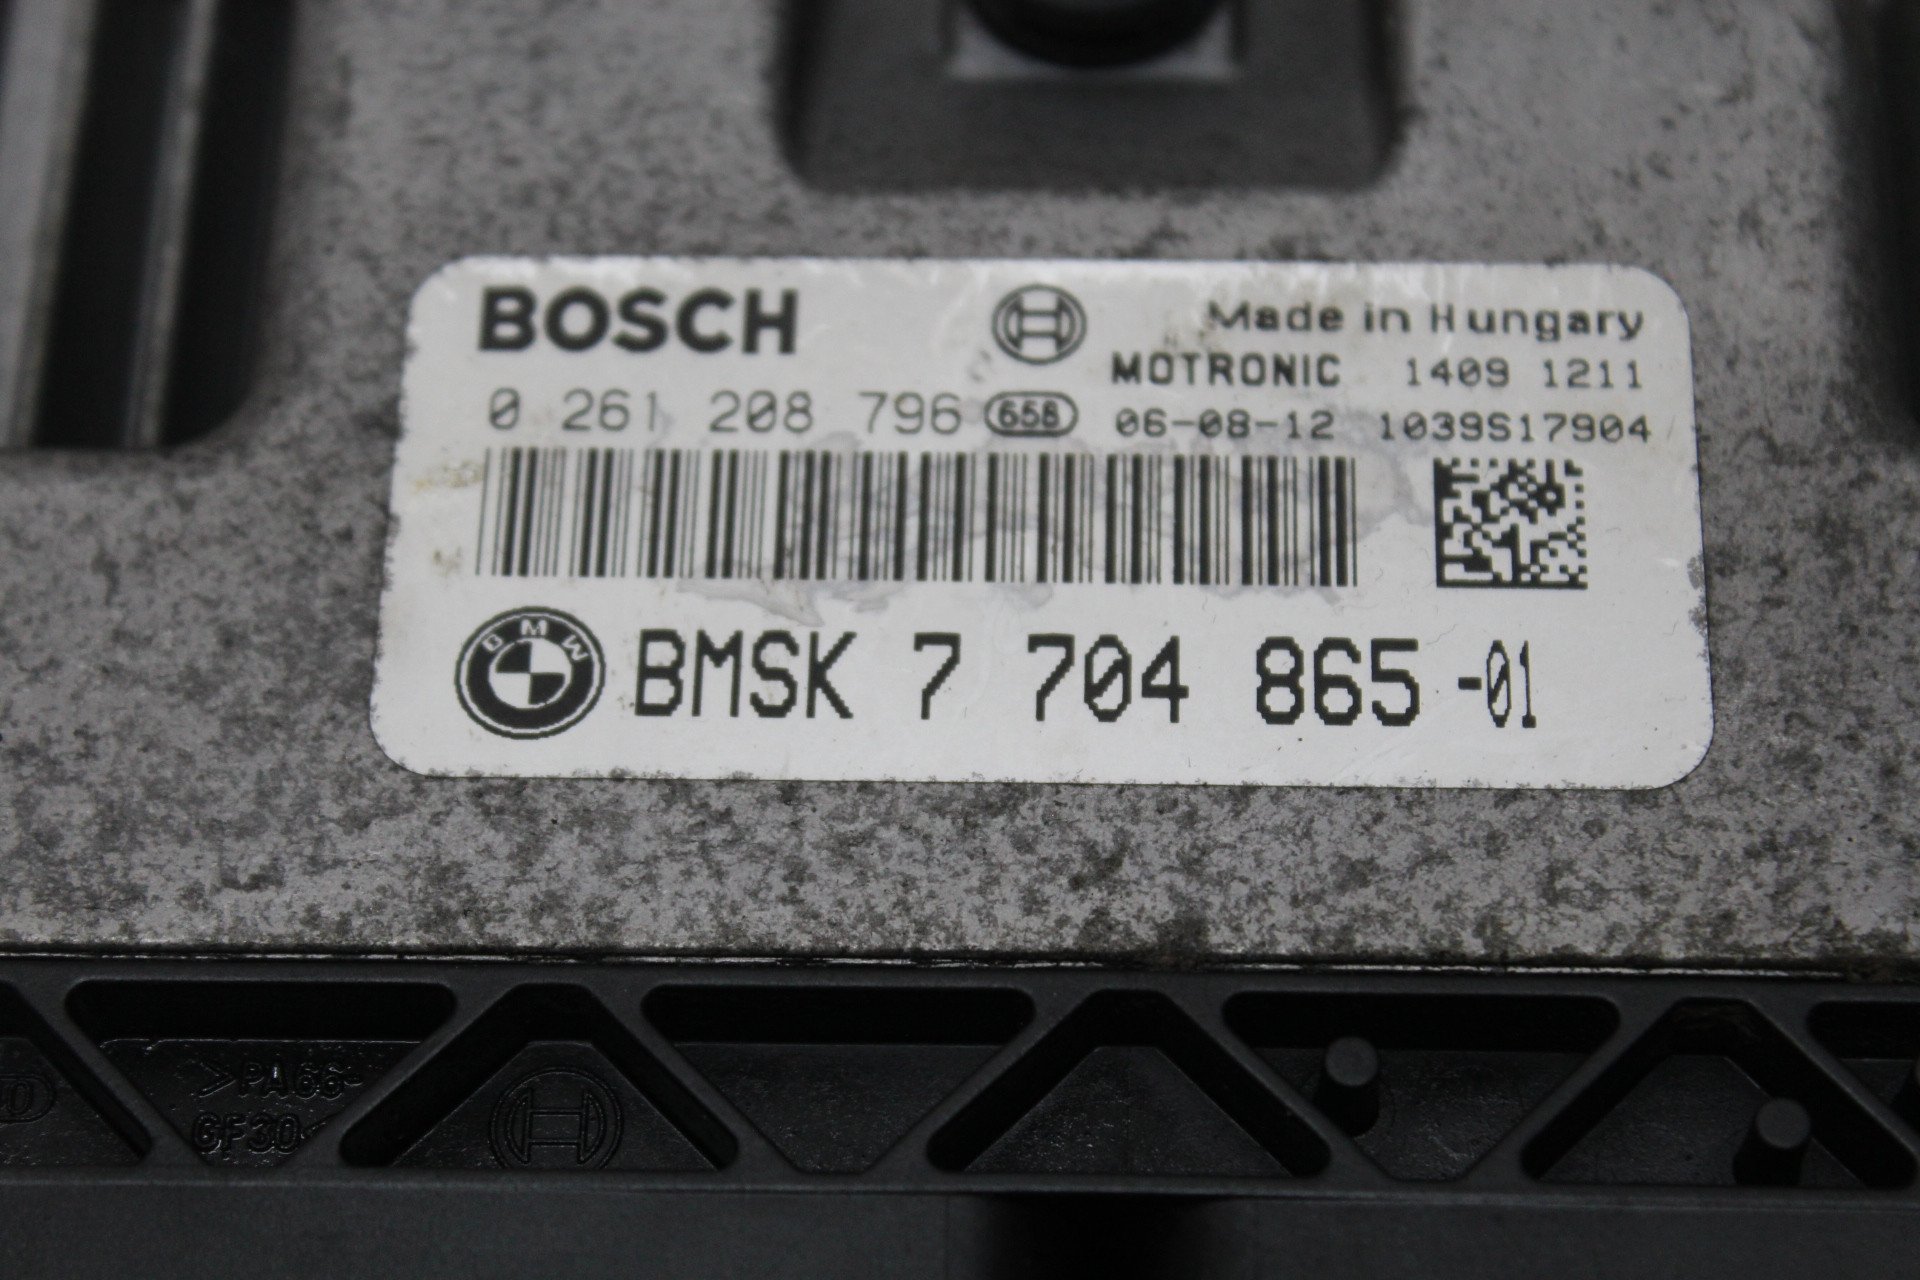 BOSCH
Made in Hungary
MOTRONIC 1409 1211
0 261 208 796 658 06-08-12 1039S17904
BMW BMSK 7 704 865 -01
>PA66-
GF30<